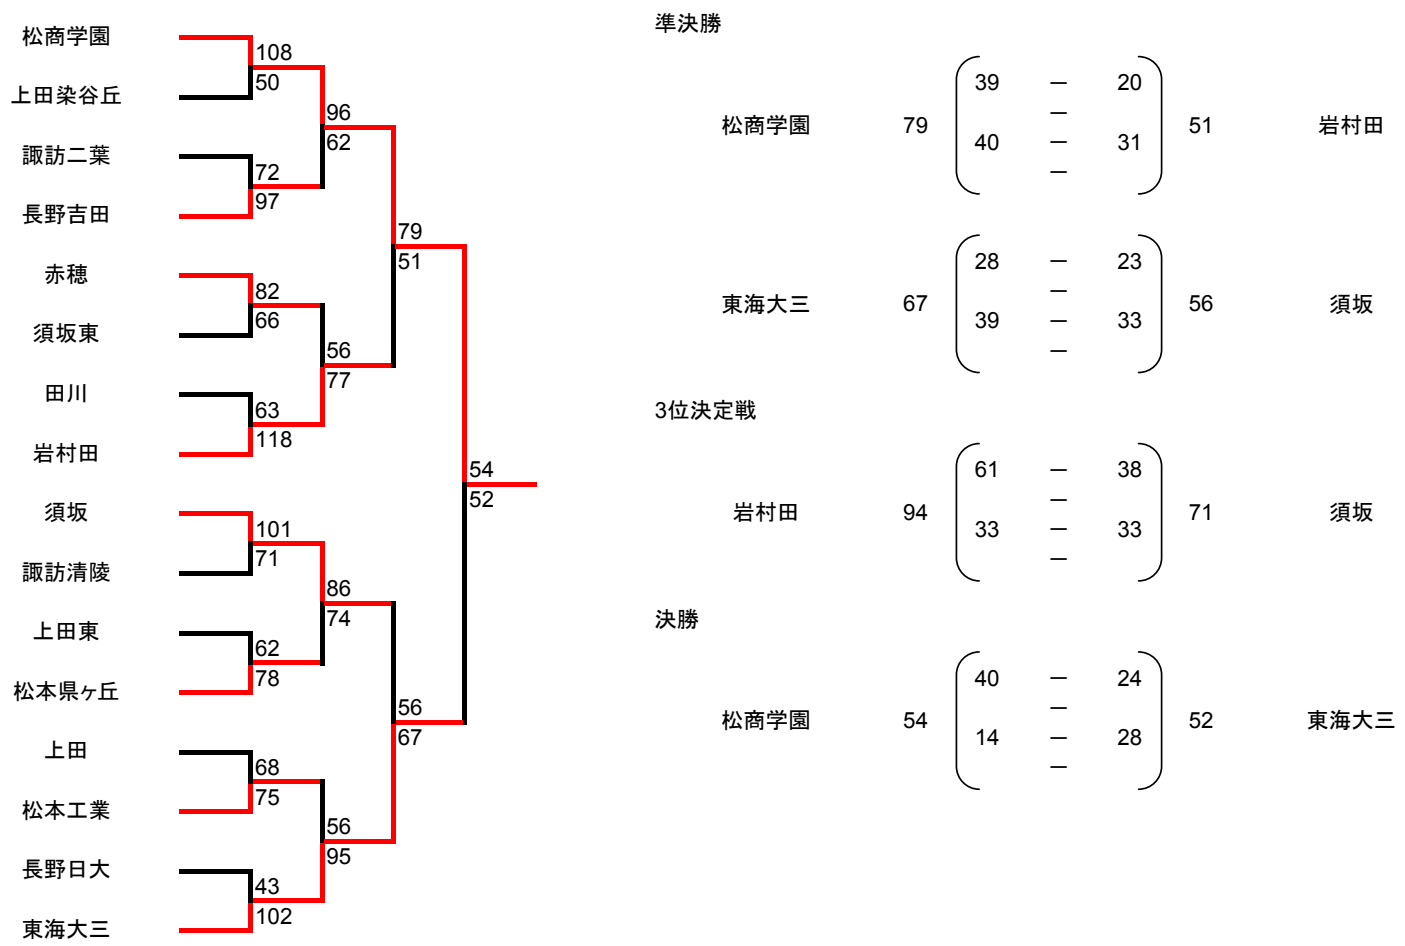 松商学園
108
50
上田染谷丘
96
62
諏訪二葉
72
97
長野吉田
79
51
赤穂
82
66
須坂東
56
77
田川
63
118
岩村田
54
52
須坂
101
71
諏訪清陵
86
74
上田東
62
78
松本県ヶ丘
56
67
上田
68
75
松本工業
56
95
長野日大
43
102
東海大三
準決勝
39 － 20
－
松商学園 79 51 岩村田
40 － 31
－
28 － 23
－
東海大三 67 56 須坂
39 － 33
－
3位決定戦
61 － 38
－
岩村田 94 71 須坂
33 － 33
－
決勝
40 － 24
－
松商学園 54 52 東海大三
14 － 28
－